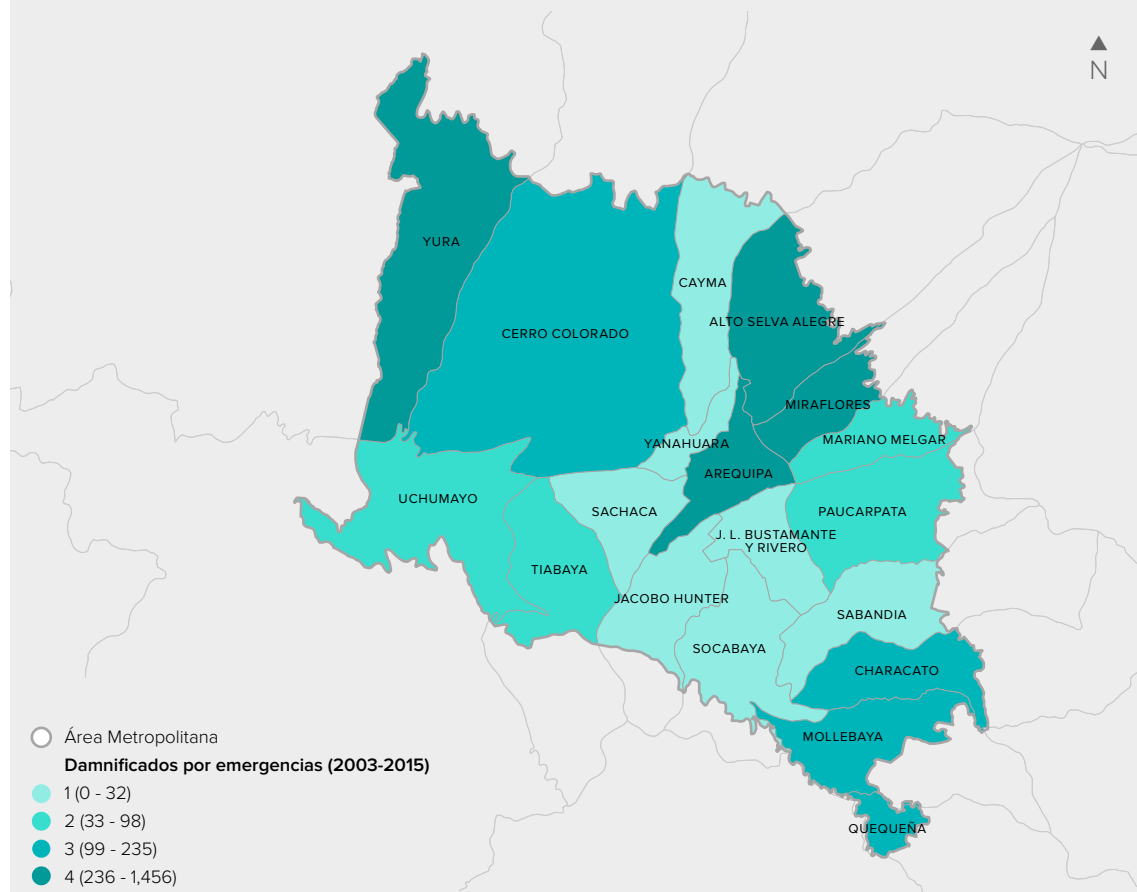 N
YURA
CAYMA
ALTO SELVA ALEGRE
CERRO COLORADO
MIRAFLORES
YANAHUARA
MARIANO MELGAR
AREQUIPA
UCHUMAYO
SACHACA
PAUCARPATA
J. L. BUSTAMANTE
Y RIVERO
TIABAYA
JACOBO HUNTER
SABANDIA
SOCABAYA
CHARACATO
MOLLEBAYA
QUEQUEÑA
Área Metropolitana
Damnificados por emergencias (2003-2015)
1 (0 - 32)
2 (33 - 98)
3 (99 - 235)
4 (236 - 1,456)